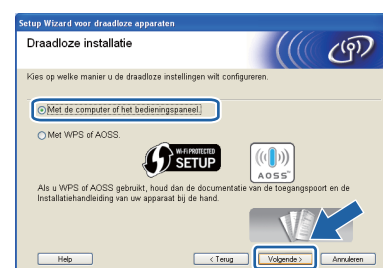 Setup Wizard voor draadloze apparaten
Draadloze installatie
Kies op welke manier u de draadloze instellingen wilt configureren.
Met de computer of het bedieningspaneel.
Met WPS of AOSS.
WI-FI PROTECTED
SETUP
AOSS
Als u WPS of AOSS gebruikt, houd dan de documentatie van de toegangspoort en de
Installatiehandleiding van uw apparaat bij de hand.
Help
< Terug
Volgende >
Annuleren